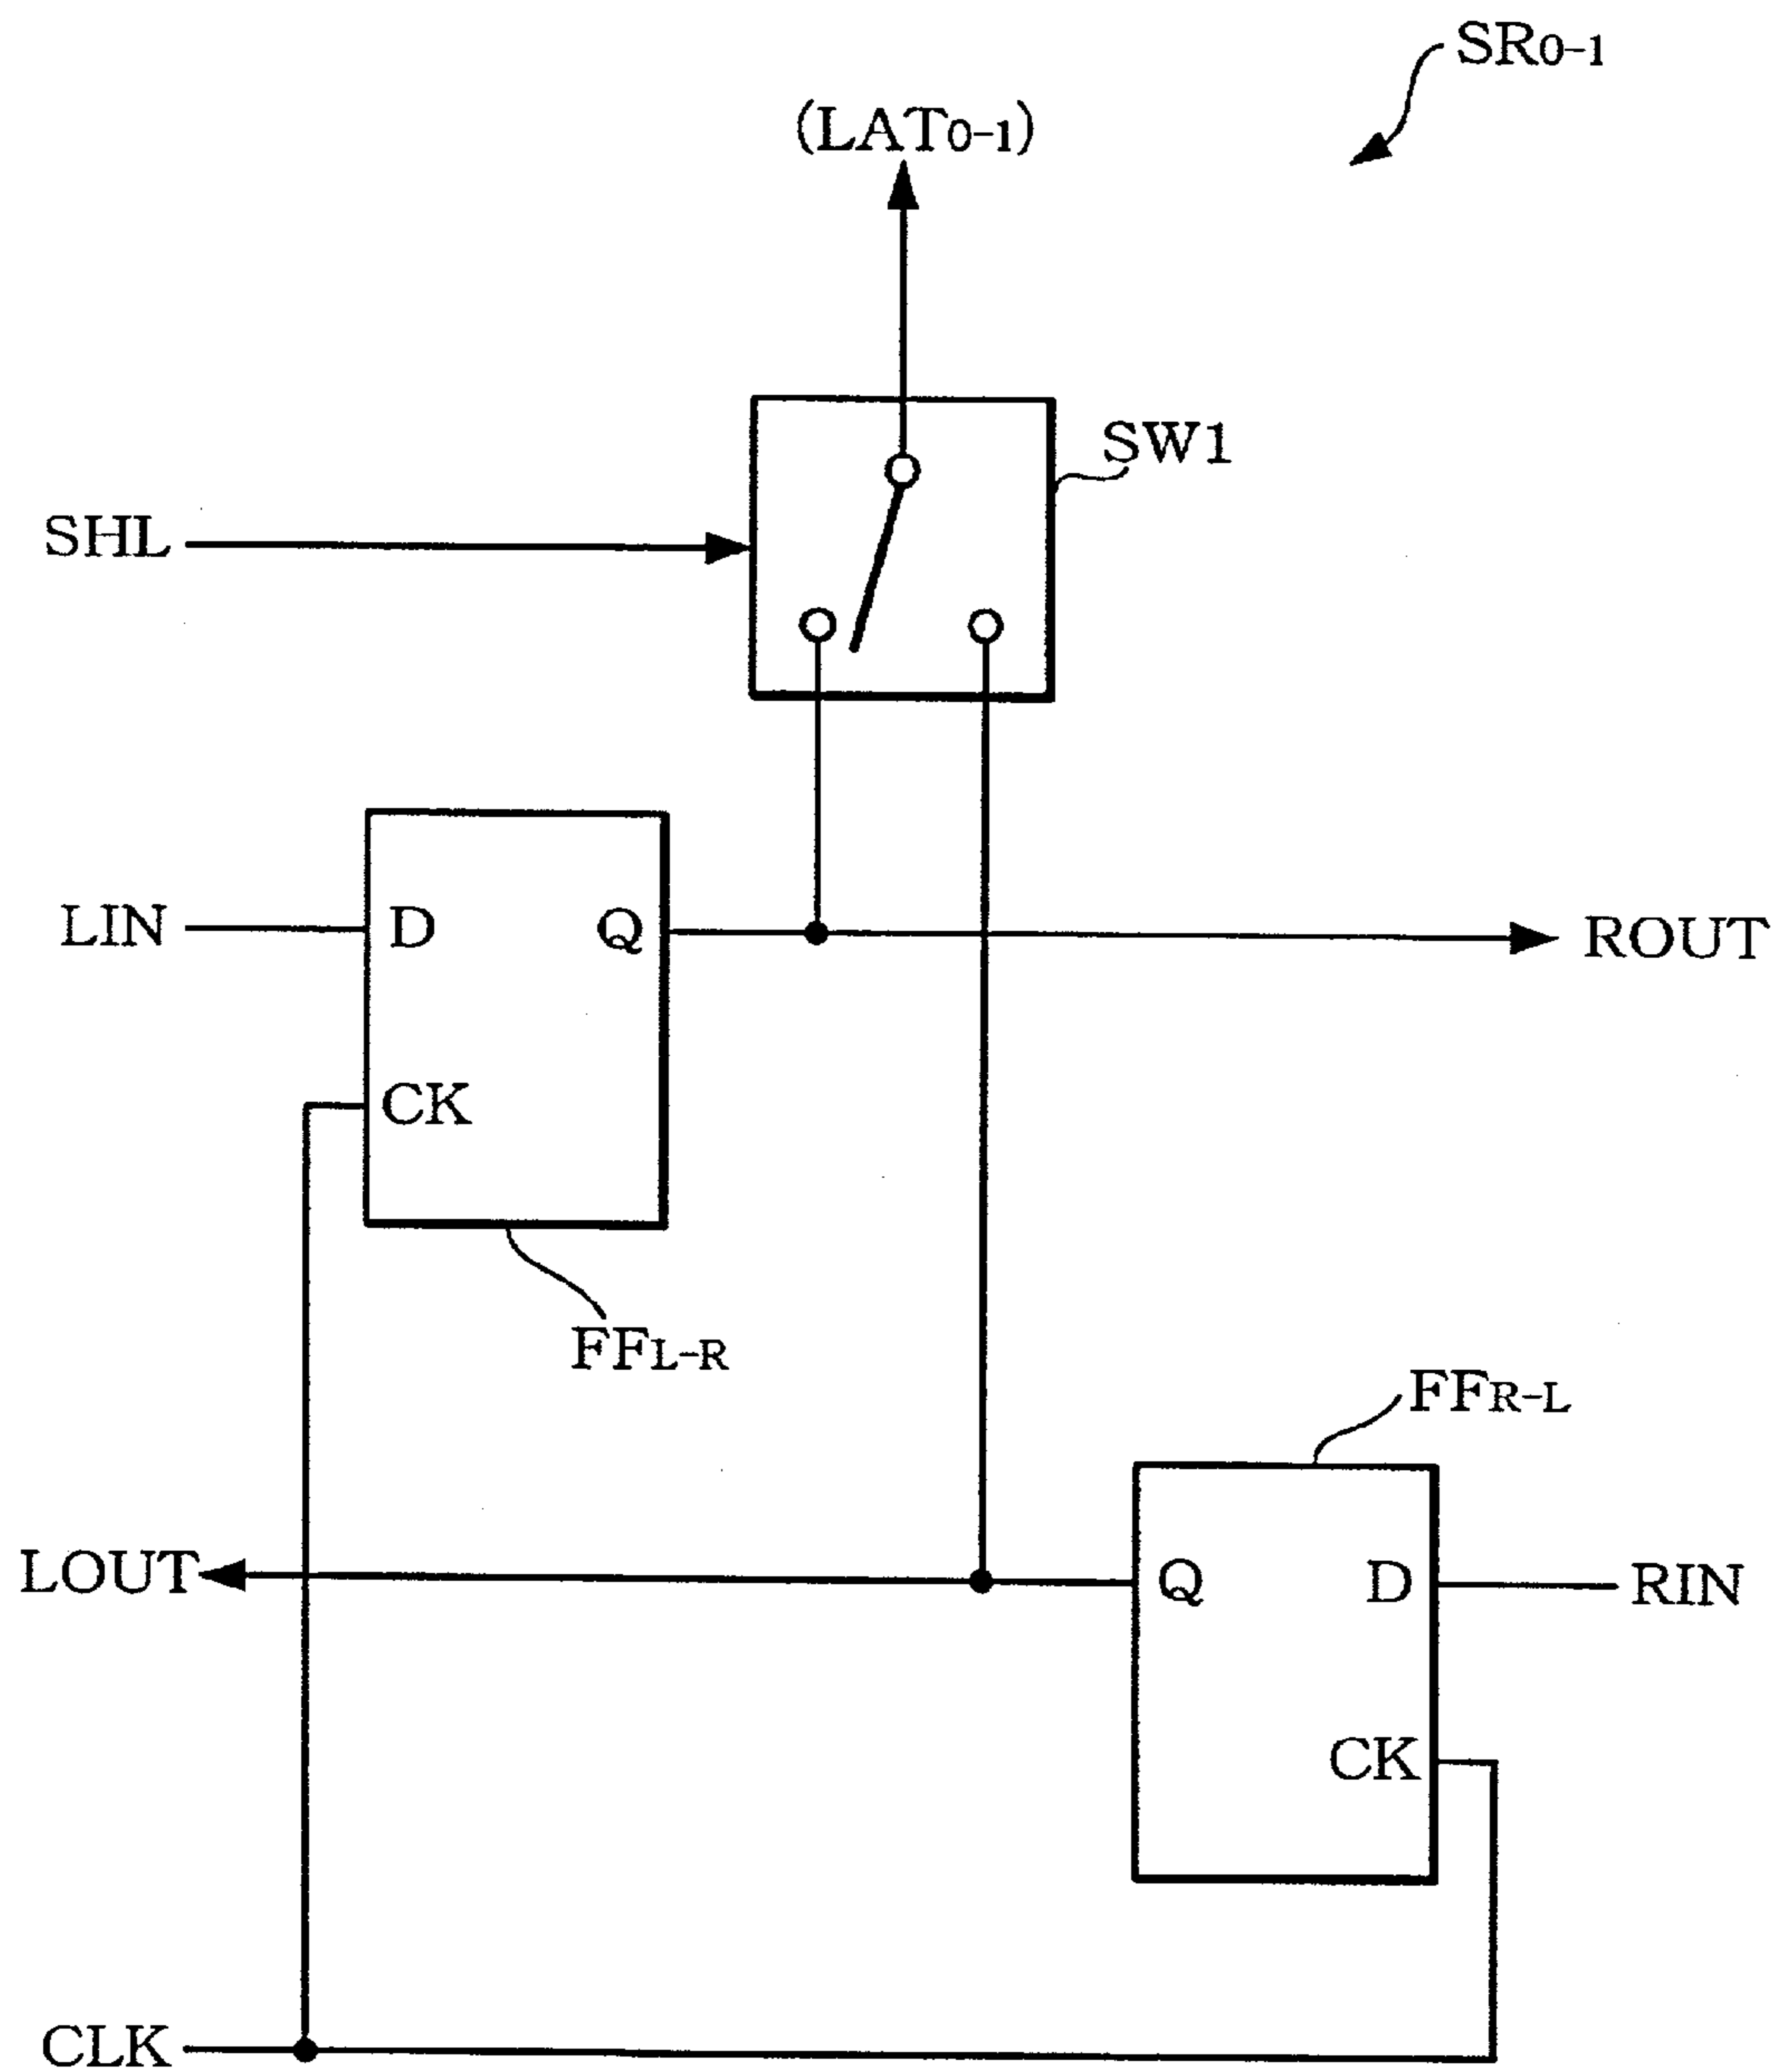 SR0-1
(LAT0-1)
SW1
SHL
LIN
D
Q
ROUT
CK
FFL-R
FFR-L
LOUT
Q
D
RIN
CK
CLK